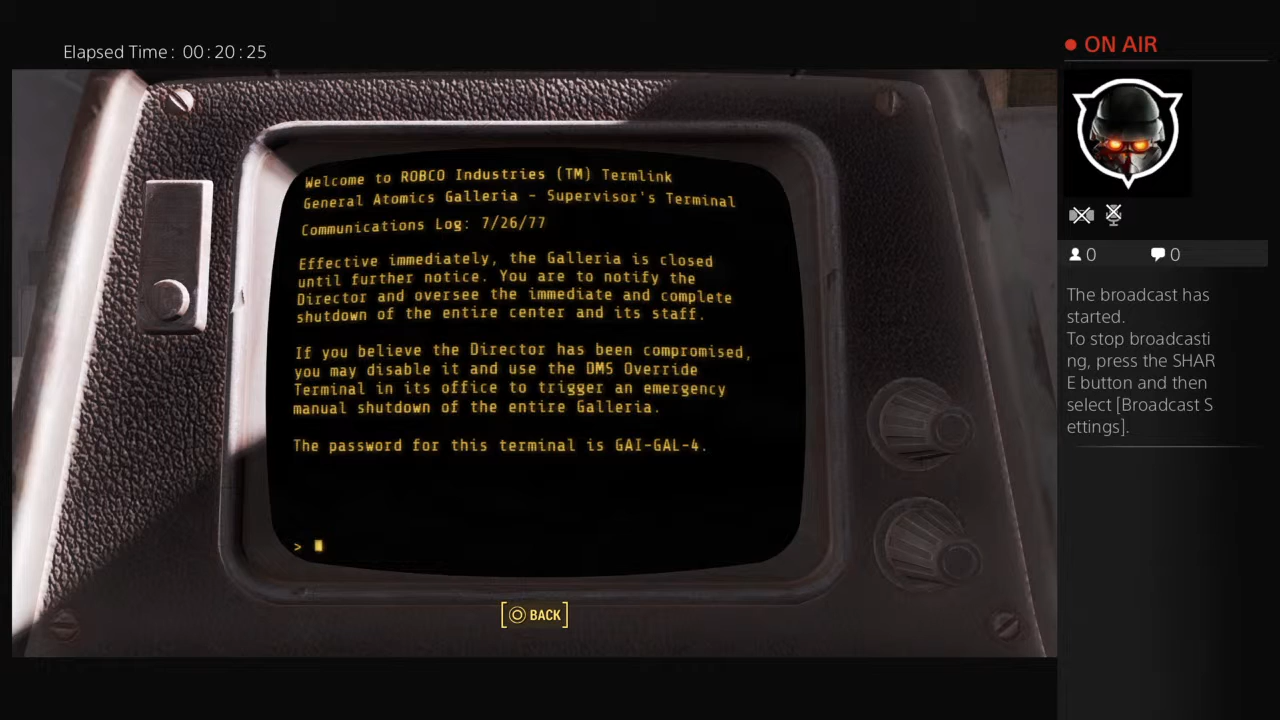 Elapsed Time: 00:20:25
ON AIR
Welcome to ROBCO Industries (TM) Termlink
General Atomics Galleria - Supervisor's Terminal
Communications Log: 7/26/77
Effective immediately, the Galleria is closed
until further notice. You are to notify the
Director and oversee the immediate and complete
shutdown of the entire center and its staff.
If you believe the Director has been compromised,
you may disable it and use the DMS Override
Terminal in its office to trigger an emergency
manual shutdown of the entire Galleria.
The password for this terminal is GAI-GAL-4.
>
BACK
0
0
The broadcast has
started.
To stop broadcasti
ng, press the SHAR
E button and then
select [Broadcast S
ettings].